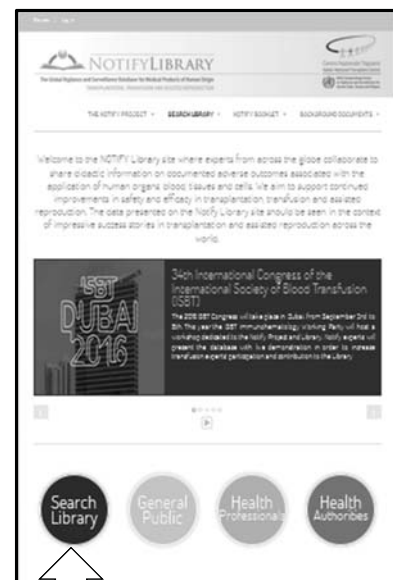 NOTIFYLIBRARY
The Global Vigilance and Surveillance Database for Medical Products of Human Origin
TRANSPLANTATION, TRANSFUSION AND ASSISTED REPRODUCTION
Centro Nazionale Trapianti
THE NOTIFY PROJECT
SEARCH LIBRARY
NOTIFY BOOKLET
BACKGROUND DOCUMENTS
Welcome to the NOTIFY Library site where experts from across the globe collaborate to
share didactic information on documented adverse outcomes associated with the
application of human organs, blood, tissues and cells. We aim to support continued
improvements in safety and efficacy in transplantation, transfusion and assisted
reproduction. The data presented on the Notify Library site should be seen in the context
of impressive success stories in transplantation and assisted reproduction across the
world.
ISBT
DUBAI
2016
34th International Congress of the
International Society of Blood Transfusion
(ISBT)
The 2016 ISBT Congress will take place in Dubai from September 3rd to
8th. This year the ISBT Immunohematology Working Party will host a
workshop dedicated to the Notify Project and Library. Notify experts will
present the database with live demonstration in order to increase
transfusion experts participation and contribution to the Library
Search
Library
General
Public
Health
Professionals
Health
Authorities